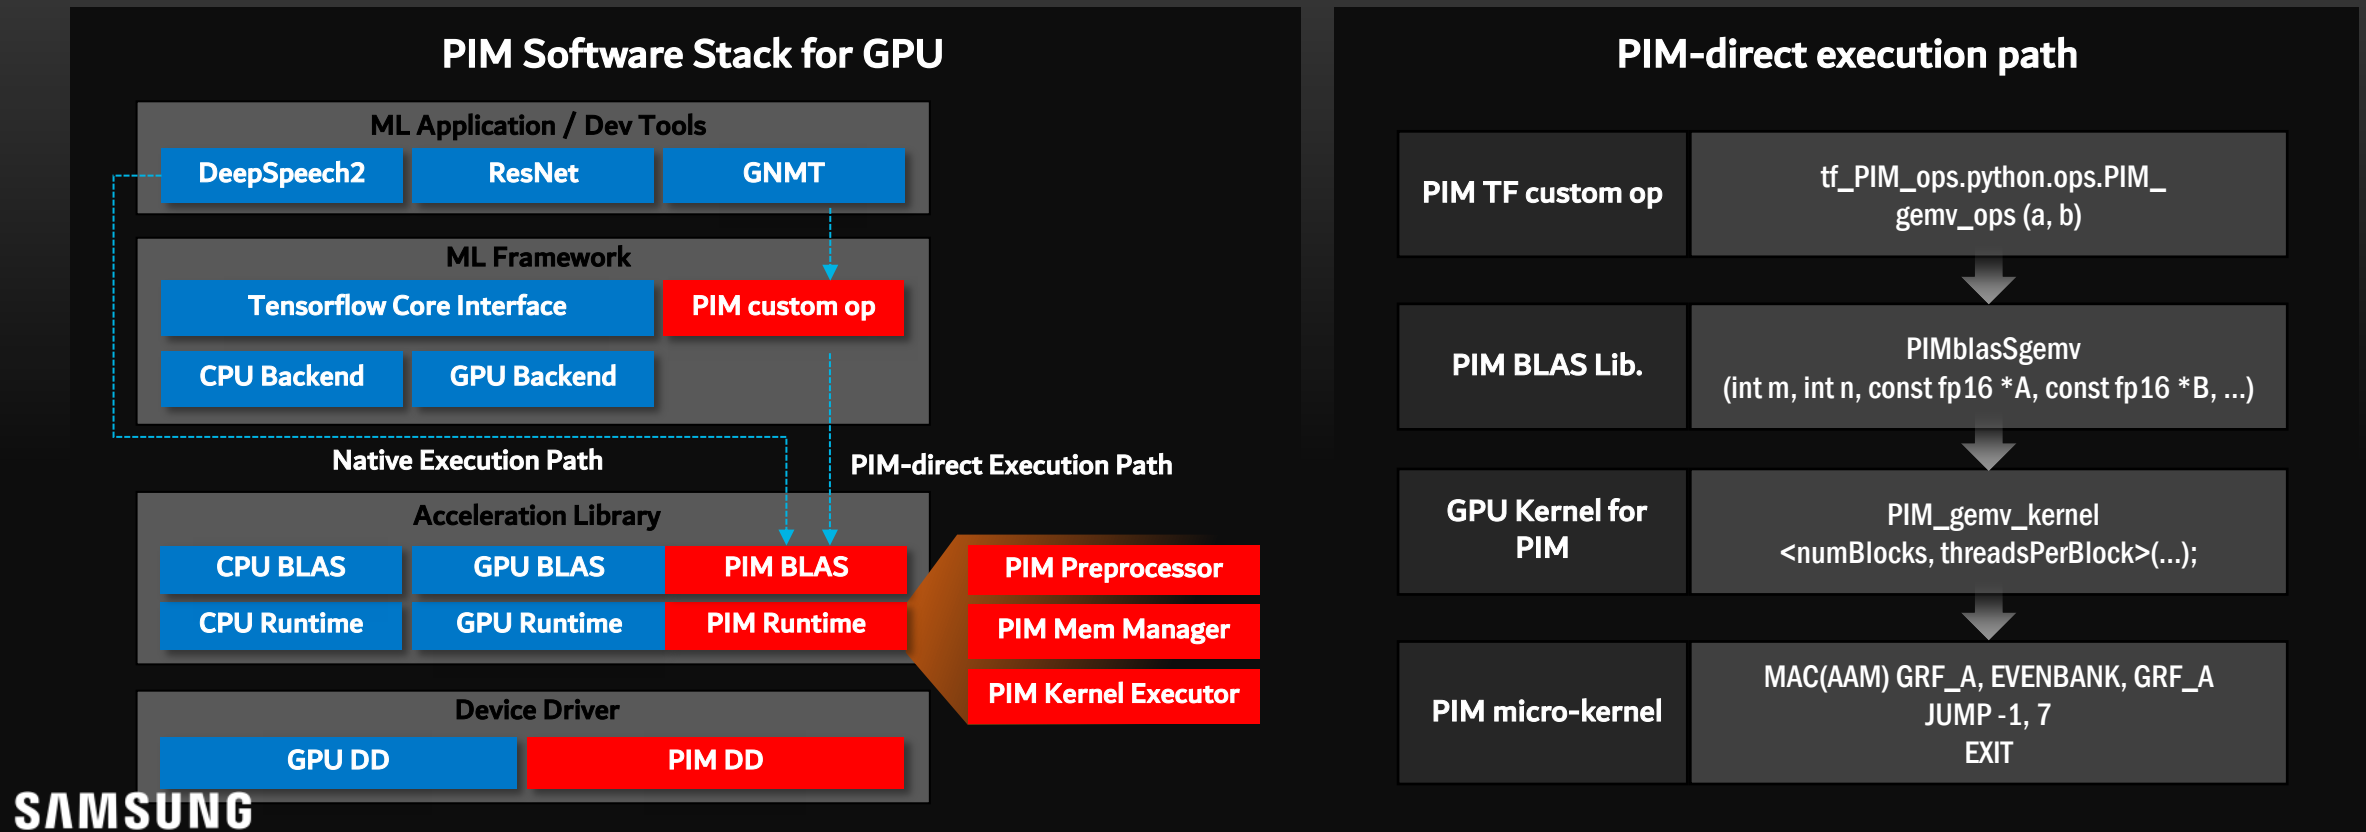 PIM Software Stack for GPU
ML Application / Dev Tools
DeepSpeech2
ResNet
GNMT
ML Framework
Tensorflow Core Interface
PIM custom op
CPU Backend
GPU Backend
Native Execution Path
PIM-direct Execution Path
Acceleration Library
CPU BLAS
GPU BLAS
PIM BLAS
CPU Runtime
GPU Runtime
PIM Runtime
PIM Preprocessor
PIM Mem Manager
PIM Kernel Executor
Device Driver
GPU DD
PIM DD
SAMSUNG
PIM-direct execution path
PIM TF custom op
tf_PIM_ops.python.ops.PIM_
gemv_ops (a, b)
PIM BLAS Lib.
PIMblasSgemv
(int m, int n, const fp16 *A, const fp16 *B, ...)
GPU Kernel for
PIM
PIM_gemv_kernel
<numBlocks, threadsPerBlock>(...);
PIM micro-kernel
MAC(AAM) GRF_A, EVENBANK, GRF_A
JUMP -1, 7
EXIT